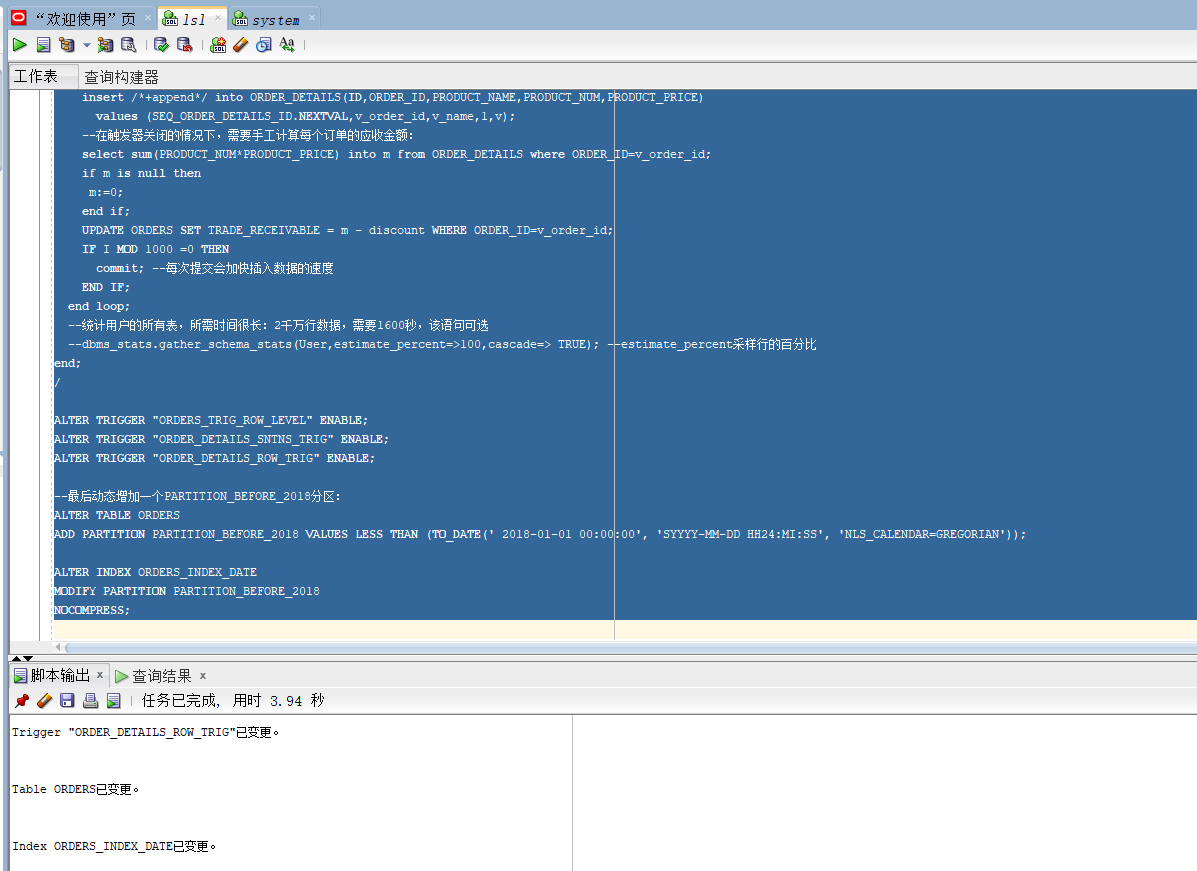 “欢迎使用”页 × lsl × system ×
工作表 查询构建器
insert /*+append*/ into ORDER_DETAILS(ID,ORDER_ID,PRODUCT_NAME,PRODUCT_NUM,PRODUCT_PRICE)
values (SEQ_ORDER_DETAILS_ID.NEXTVAL,v_order_id,v_name,1,v);
--在触发器关闭的情况下，需要手工计算每个订单的应收金额：
select sum(PRODUCT_NUM*PRODUCT_PRICE) into m from ORDER_DETAILS where ORDER_ID=v_order_id;
if m is null then
m:=0;
end if;
UPDATE ORDERS SET TRADE_RECEIVABLE = m - discount WHERE ORDER_ID=v_order_id;
IF I MOD 1000 =0 THEN
commit; --每次提交会加快插入数据的速度
END IF;
end loop;
--统计用户的所有表，所需时间很长：2千万行数据，需要1600秒，该语句可选
--dbms_stats.gather_schema_stats(User,estimate_percent=>100,cascade=> TRUE); --estimate_percent采样行的百分比
end;
/
ALTER TRIGGER "ORDERS_TRIG_ROW_LEVEL" ENABLE;
ALTER TRIGGER "ORDER_DETAILS_SNTNS_TRIG" ENABLE;
ALTER TRIGGER "ORDER_DETAILS_ROW_TRIG" ENABLE;
--最后动态增加一个PARTITION_BEFORE_2018分区：
ALTER TABLE ORDERS
ADD PARTITION PARTITION_BEFORE_2018 VALUES LESS THAN (TO_DATE(' 2018-01-01 00:00:00', 'SYYYY-MM-DD HH24:MI:SS', 'NLS_CALENDAR=GREGORIAN'));
ALTER INDEX ORDERS_INDEX_DATE
MODIFY PARTITION PARTITION_BEFORE_2018
NOCOMPRESS;
脚本输出 × 查询结果 ×
任务已完成, 用时 3.94 秒
Trigger "ORDER_DETAILS_ROW_TRIG"已变更。
Table ORDERS已变更。
Index ORDERS_INDEX_DATE已变更。